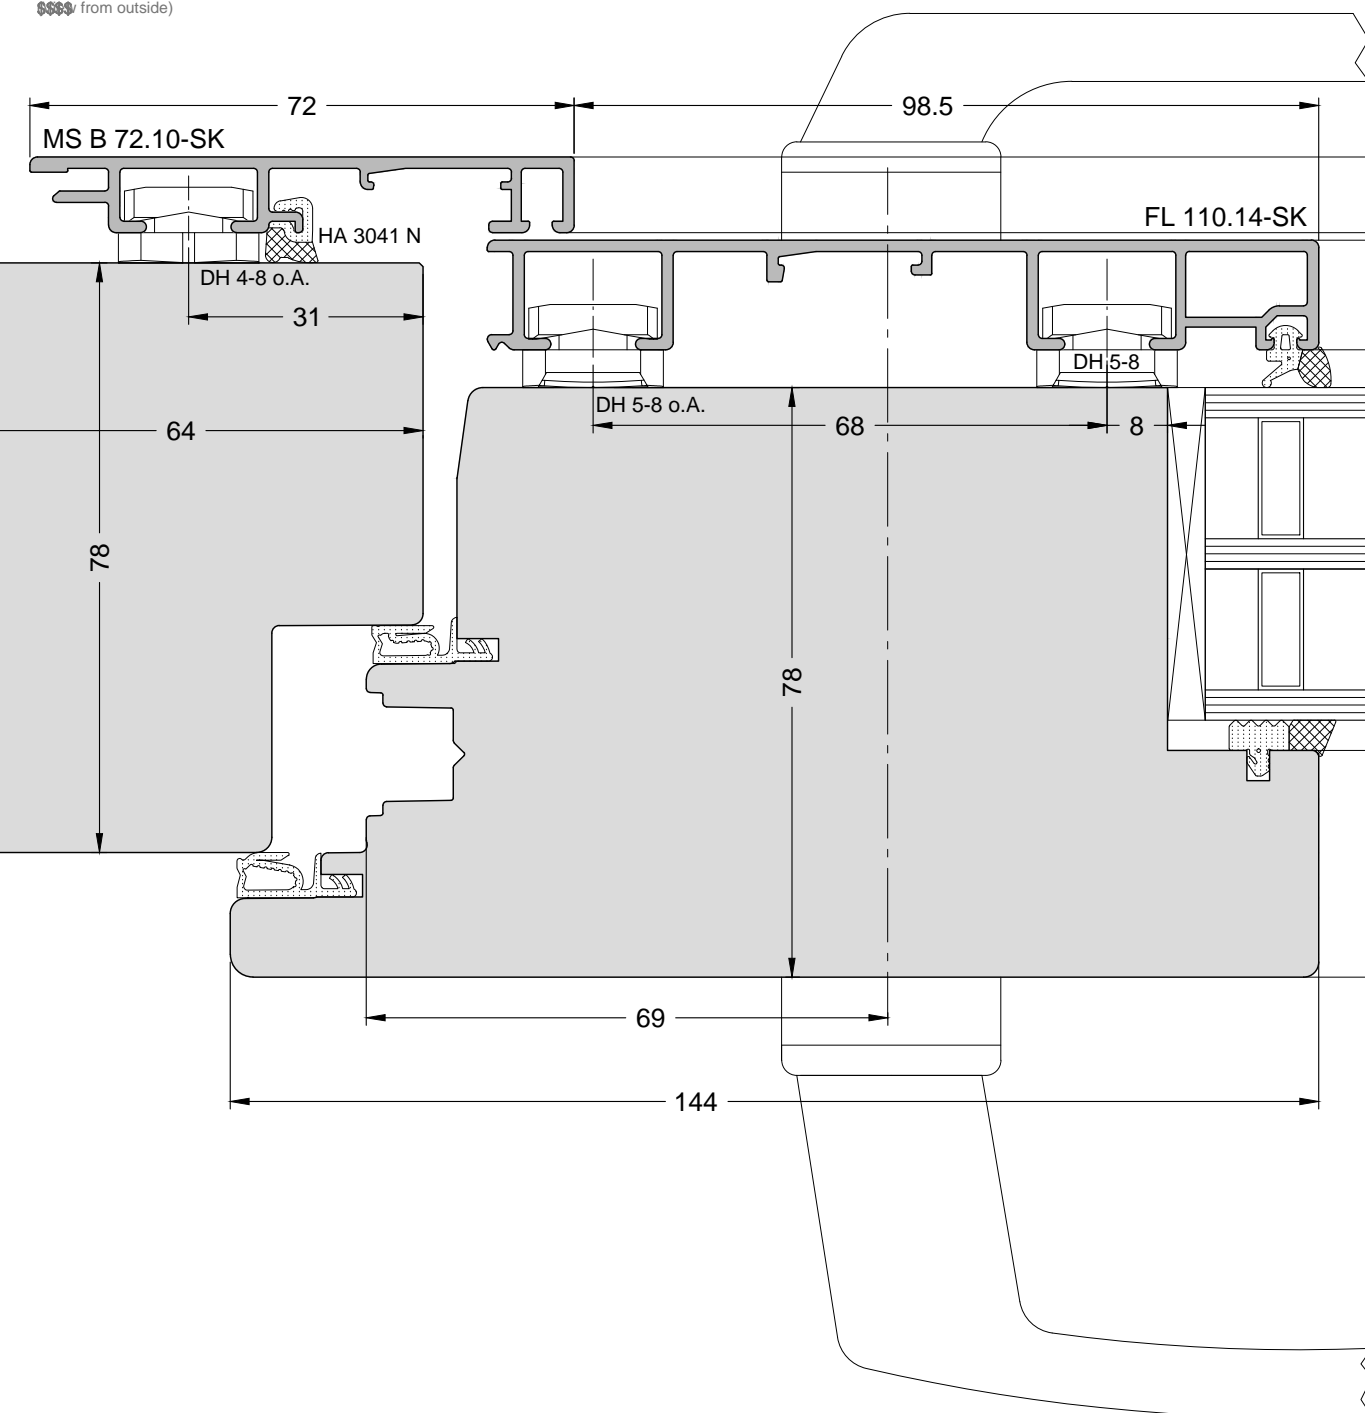 from outside)
72
98.5
MS B 72.10-SK
FL 110.14-SK
HA 3041 N
DH 4-8 o.A.
31
DH 5-8
DH 5-8 o.A.
64
68
8
78
78
69
144